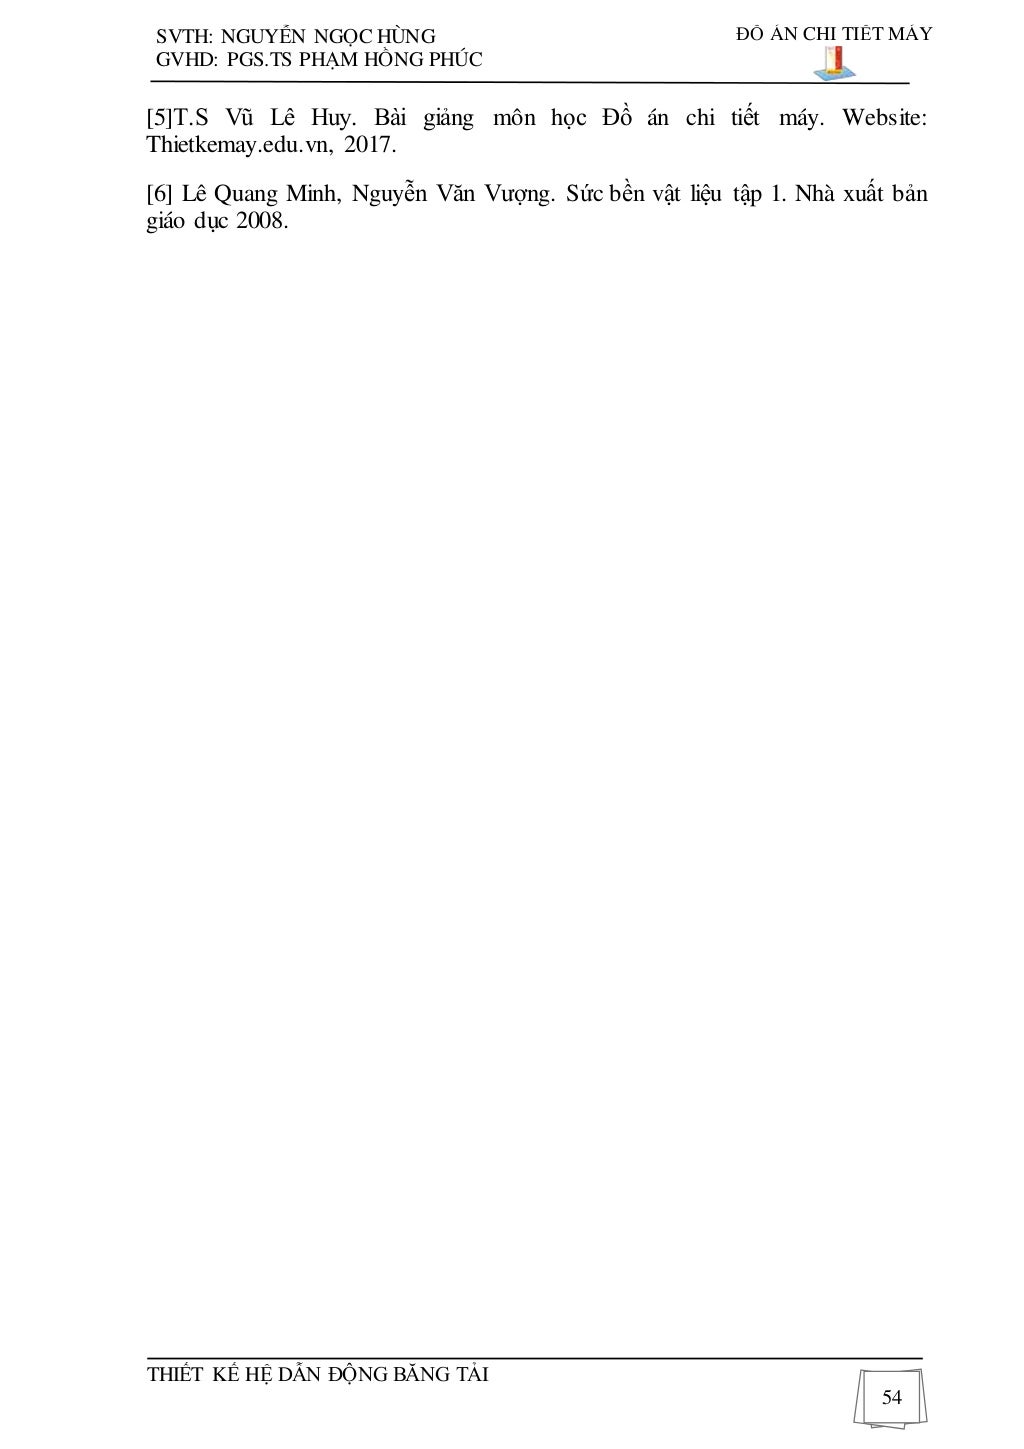 SVTH: NGUYỄN NGỌC HÙNG
GVHD: PGS.TS PHẠM HỒNG PHÚC
ĐỒ ÁN CHI TIẾT MÁY
[5]T.S Vũ Lê Huy. Bài giảng môn học Đồ án chi tiết máy. Website:
Thietkemay.edu.vn, 2017.
[6] Lê Quang Minh, Nguyễn Văn Vượng. Sức bền vật liệu tập 1. Nhà xuất bản
giáo dục 2008.
THIẾT KẾ HỆ DẪN ĐỘNG BĂNG TẢI
54